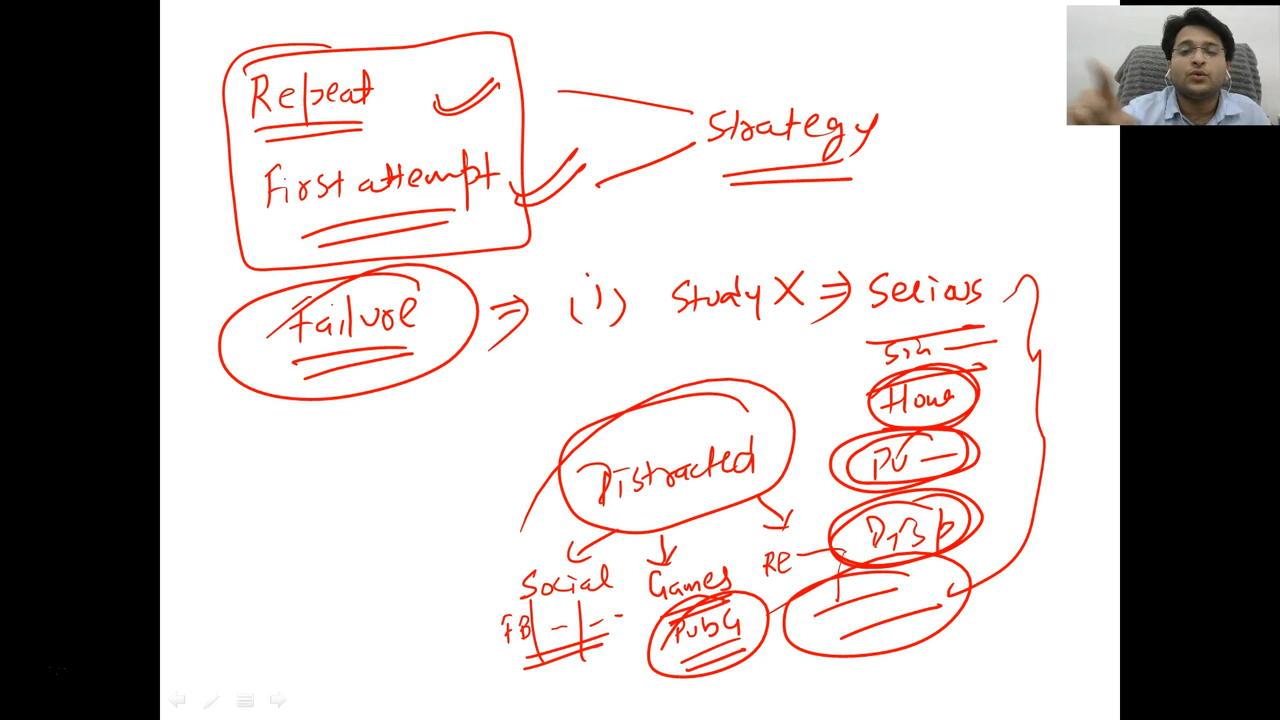 Repeat
First attempt
Strategy
Failure ⇒ (i) Study X ⇒ Serious
Home
Distracted
Social
Games
RE
FB
PubG